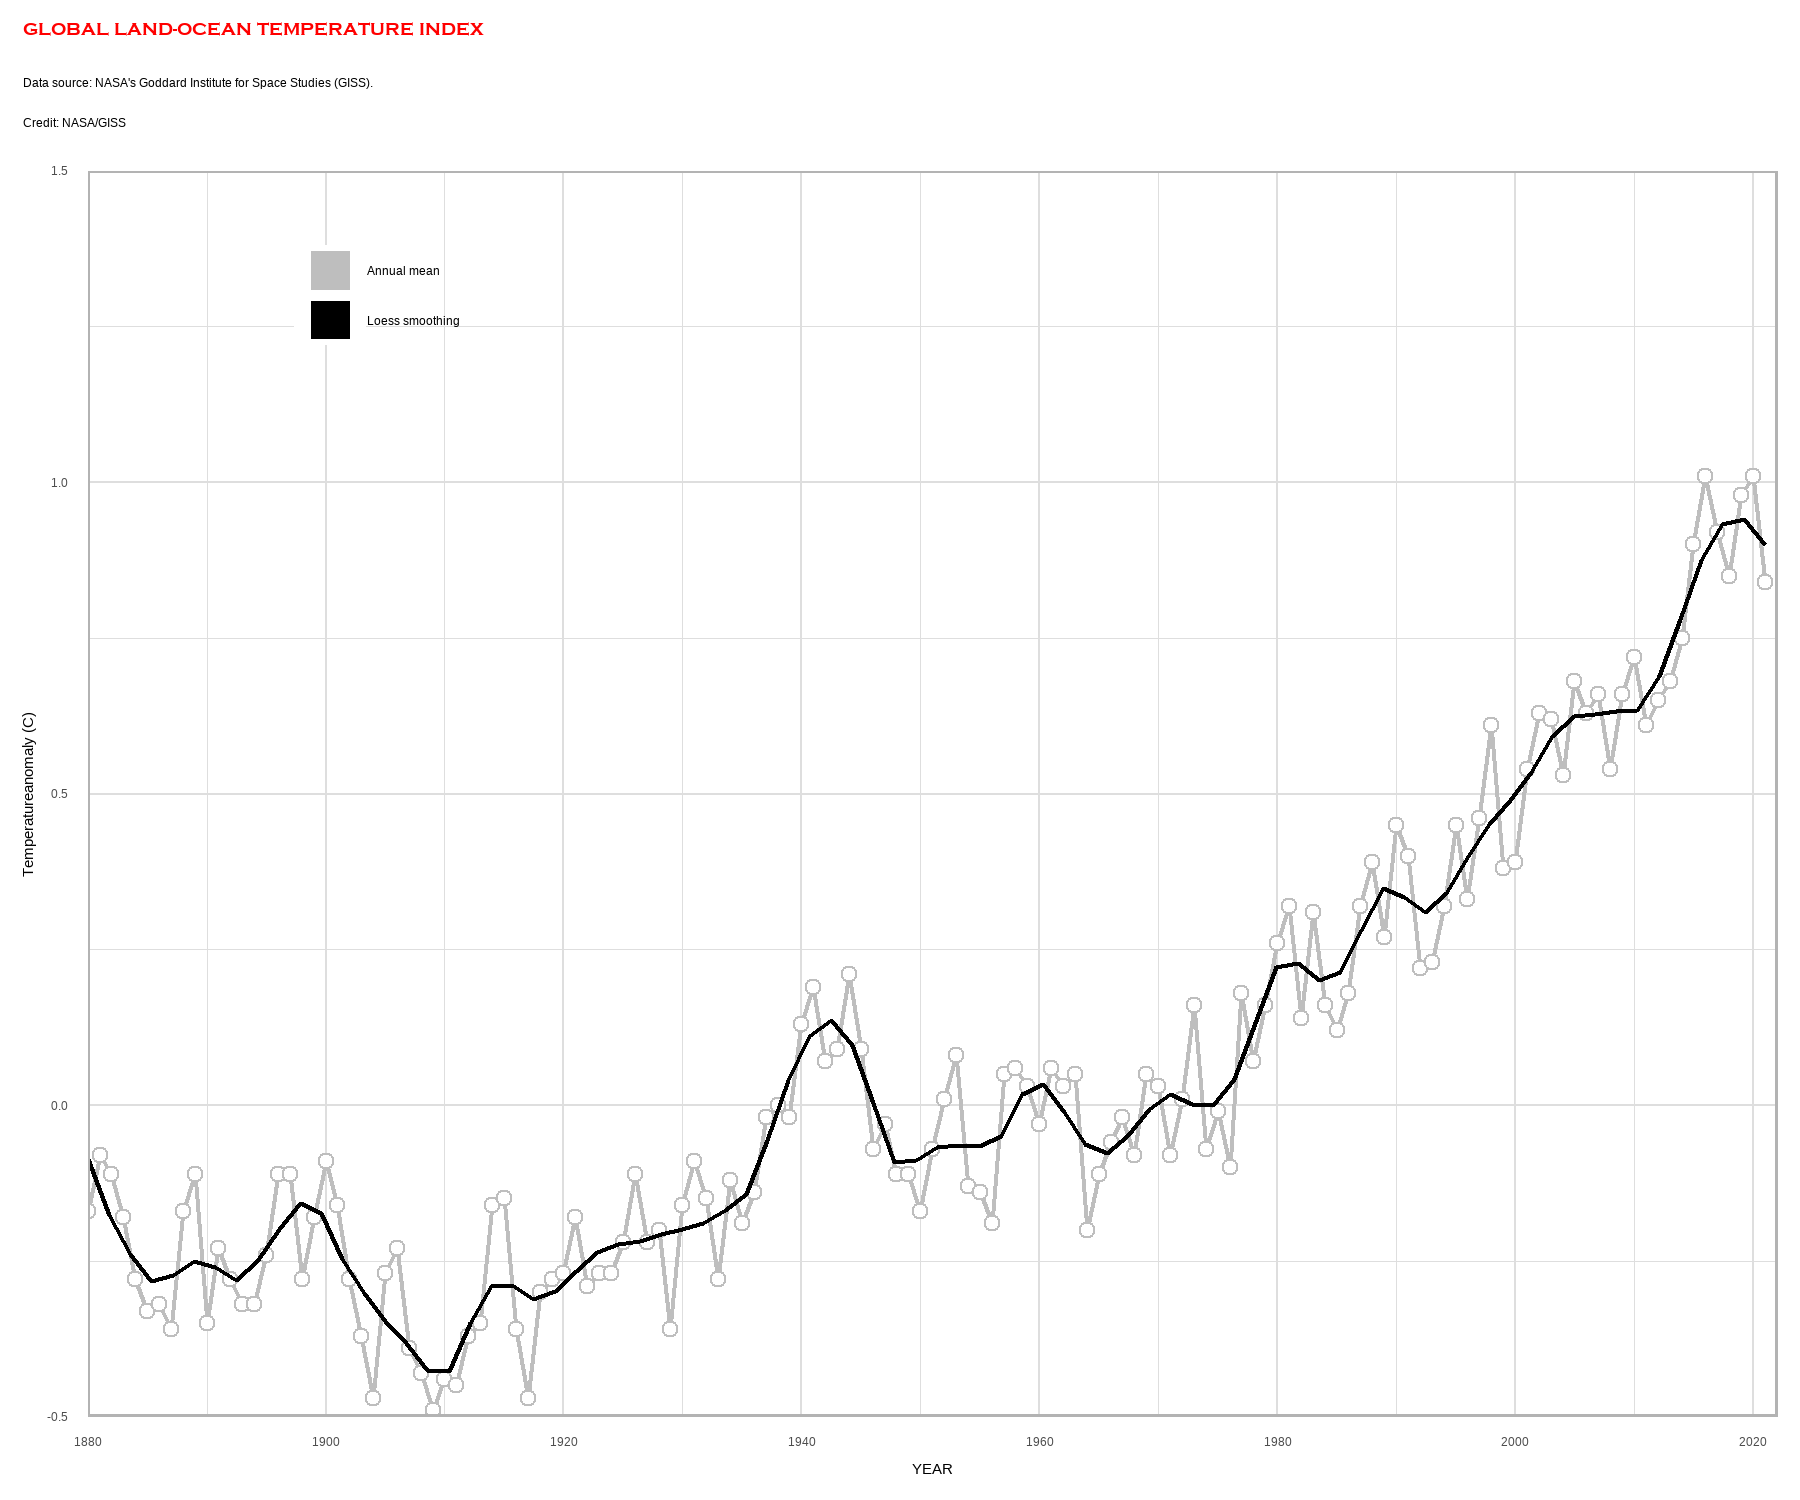 GLOBAL LAND-OCEAN TEMPERATURE INDEX
Data source: NASA's Goddard Institute for Space Studies (GISS).
Credit: NASA/GISS
1.5
Annual mean
Loess smoothing
1.0
Temperatureanomaly (C)
0.5
0.0
-0.5
1880 1900 1920 1940 1960 1980 2000 2020
YEAR